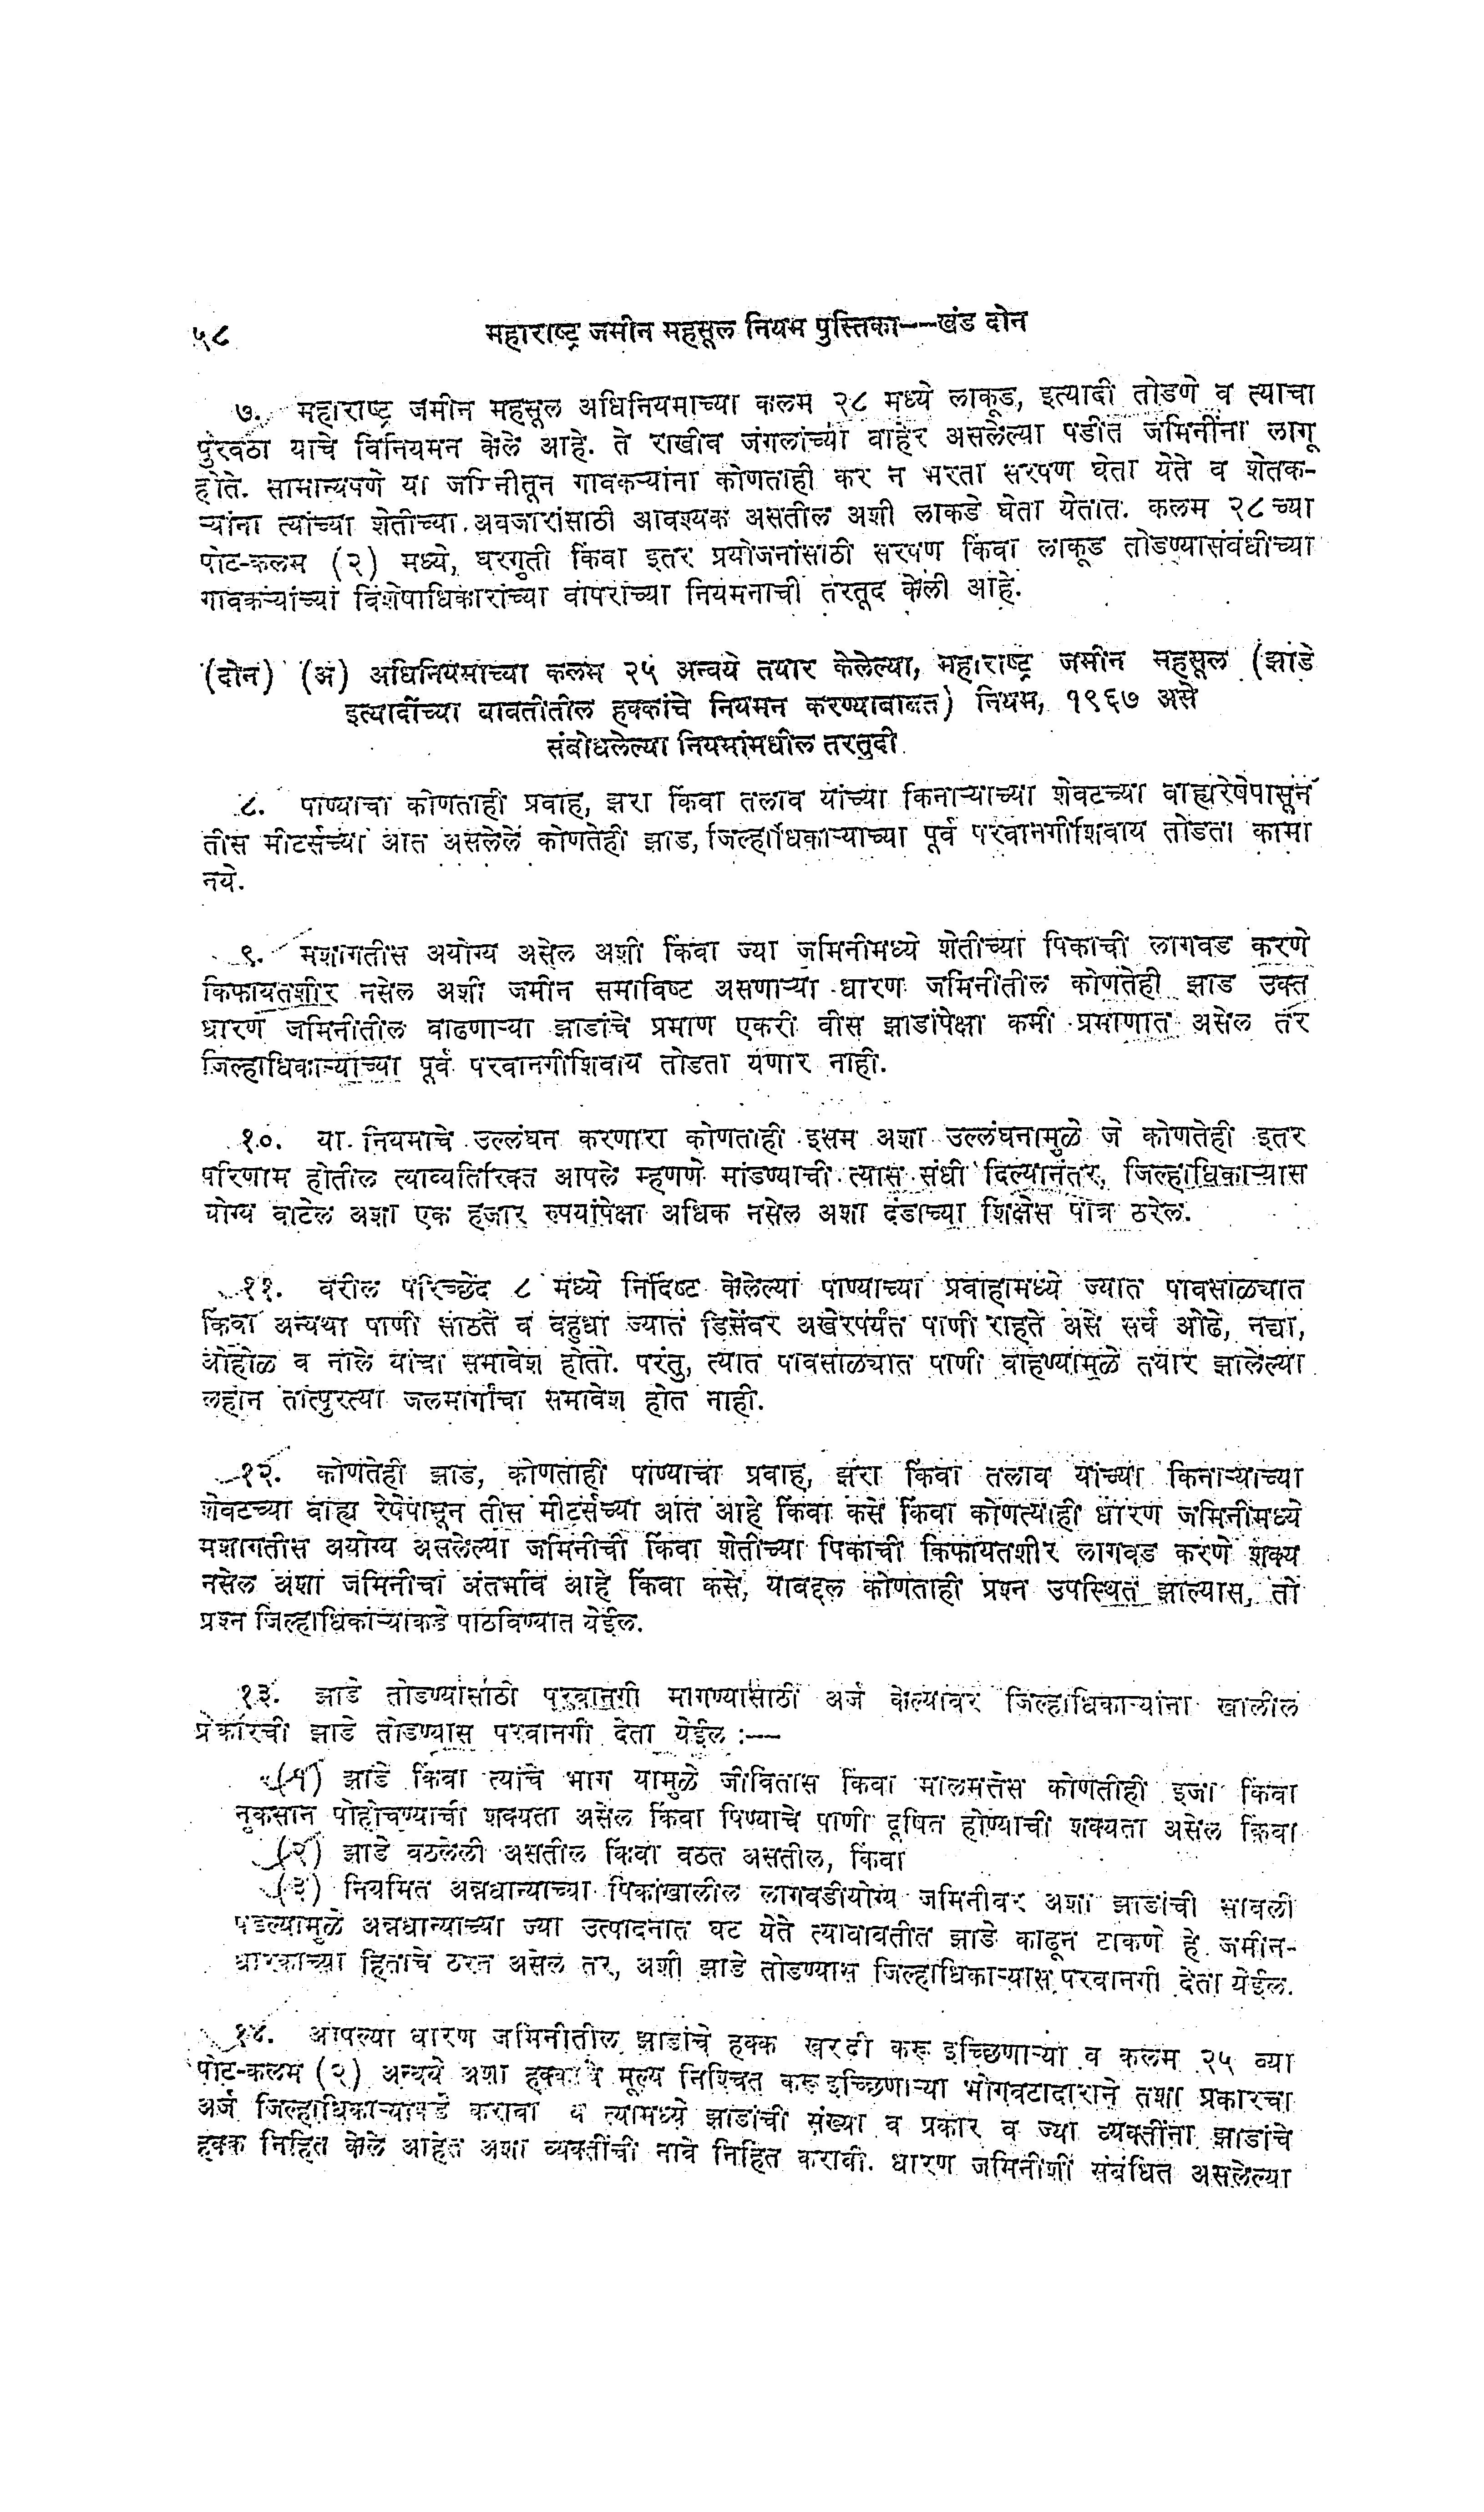 ५८ महाराष्ट्र जमीन महसूल नियम पुस्तिका--खंड दोन
७. महाराष्ट्र जमीन महसूल अधिनियमाच्या कलम २८ मध्ये लाकूड, इत्यादी तोडणे व त्याचा
पुरवठा याचे विनियमन केले आहे. ते राखीव जंगलांच्या बाहेर असलेल्या पडीत जमिनींना लागू
होते. सामान्यपणे या जमिनीतून गावकऱ्यांना कोणताही कर न भरता सरपण घेता येते व शेतक-
ऱ्यांना त्यांच्या शेतीच्या अवजारांसाठी आवश्यक असतील अशी लाकडे घेता येतात. कलम २८ च्या
पोट-कलम (२) मध्ये, घरगुती किंवा इतर प्रयोजनांसाठी सरपण किंवा लाकूड तोडण्यासंबंधीच्या
गावकऱ्यांच्या विशेषाधिकारांच्या वापराच्या नियमनाची तरतूद केली आहे.
(दोन) (अ) अधिनियमाच्या कलम २५ अन्वये तयार केलेल्या, महाराष्ट्र जमीन महसूल (झाडे
इत्यादींच्या बाबतीतील हक्कांचे नियमन करण्याबाबत) नियम, १९६७ असे
संबोधलेल्या नियमांमधील तरतुदी
८. पाण्याचा कोणताही प्रवाह, झरा किंवा तलाव यांच्या किनाऱ्याच्या शेवटच्या बाह्यरेषेपासून
तीस मीटर्सच्या आत असलेले कोणतेही झाड, जिल्हाधिकाऱ्याच्या पूर्व परवानगीशिवाय तोडता कामा
नये.
९. मशागतीस अयोग्य असेल अशी किंवा ज्या जमिनीमध्ये शेतीच्या पिकाची लागवड करणे
किफायतशीर नसेल अशी जमीन समाविष्ट असणाऱ्या धारण जमिनीतील कोणतेही झाड उक्त
धारण जमिनीतील वाढणाऱ्या झाडांचे प्रमाण एकरी वीस झाडांपेक्षा कमी प्रमाणात असेल तर
जिल्हाधिकाऱ्याच्या पूर्व परवानगीशिवाय तोडता येणार नाही.
१०. या नियमाचे उल्लंघन करणारा कोणताही इसम अशा उल्लंघनामुळे जे कोणतेही इतर
परिणाम होतील त्याव्यतिरिक्त आपले म्हणणे मांडण्याची त्यास संधी दिल्यानंतर, जिल्हाधिकाऱ्यास
योग्य वाटेल अशा एक हजार रुपयांपेक्षा अधिक नसेल अशा दंडाच्या शिक्षेस पात्र ठरेल.
११. वरील परिच्छेद ८ मध्ये निर्दिष्ट केलेल्या पाण्याच्या प्रवाहामध्ये ज्यात पावसाळ्यात
किंवा अन्यथा पाणी साठते व बहुधा ज्यात डिसेंबर अखेरपर्यंत पाणी राहते असे सर्व ओढे, नद्या,
ओहोळ व नाले यांचा समावेश होतो. परंतु, त्यात पावसाळ्यात पाणी वाहण्यामुळे तयार झालेल्या
लहान तात्पुरत्या जलमार्गांचा समावेश होत नाही.
१२. कोणतेही झाड, कोणताही पाण्याचा प्रवाह, झरा किंवा तलाव यांच्या किनाऱ्याच्या
शेवटच्या बाह्य रेषेपासून तीस मीटर्सच्या आत आहे किंवा कसे किंवा कोणत्याही धारण जमिनीमध्ये
मशागतीस अयोग्य असलेल्या जमिनीची किंवा शेतीच्या पिकाची किफायतशीर लागवड करणे शक्य
नसेल अशा जमिनीचा अंतर्भाव आहे किंवा कसे, याबद्दल कोणताही प्रश्न उपस्थित झाल्यास, तो
प्रश्न जिल्हाधिकाऱ्याकडे पाठविण्यात येईल.
१३. झाडे तोडण्यासाठी परवानगी मागण्यासाठी अर्ज केल्यावर जिल्हाधिकाऱ्यांना खालील
प्रकारची झाडे तोडण्यास परवानगी देता येईल :--
(१) झाडे किंवा त्यांचे भाग यामुळे जीवितास किंवा मालमत्तेस कोणतीही इजा किंवा
नुकसान पोहोचण्याची शक्यता असेल किंवा पिण्याचे पाणी दूषित होण्याची शक्यता असेल किंवा
(२) झाडे वठलेली असतील किंवा वठत असतील, किंवा
(३) नियमित अन्नधान्याच्या पिकांखालील लागवडीयोग्य जमिनीवर अशा झाडांची सावली
पडल्यामुळे अन्नधान्याच्या ज्या उत्पादनात घट येते त्याबाबतीत झाडे काढून टाकणे हे जमीन-
धारकाच्या हिताचे ठरत असेल तर, अशी झाडे तोडण्यास जिल्हाधिकाऱ्यास परवानगी देता येईल.
१४. आपल्या धारण जमिनीतील झाडांचे हक्क खरेदी करू इच्छिणाऱ्या व कलम २५ च्या
पोट-कलम (२) अन्वये अशा हक्कांचे मूल्य निश्चित करू इच्छिणाऱ्या भोगवटादाराने तशा प्रकारचा
अर्ज जिल्हाधिकाऱ्याकडे करावा व त्यामध्ये झाडांची संख्या व प्रकार व ज्या व्यक्तींना झाडांचे
हक्क निहित केले आहेत अशा व्यक्तींची नावे निहित करावी. धारण जमिनीशी संबंधित असलेल्या